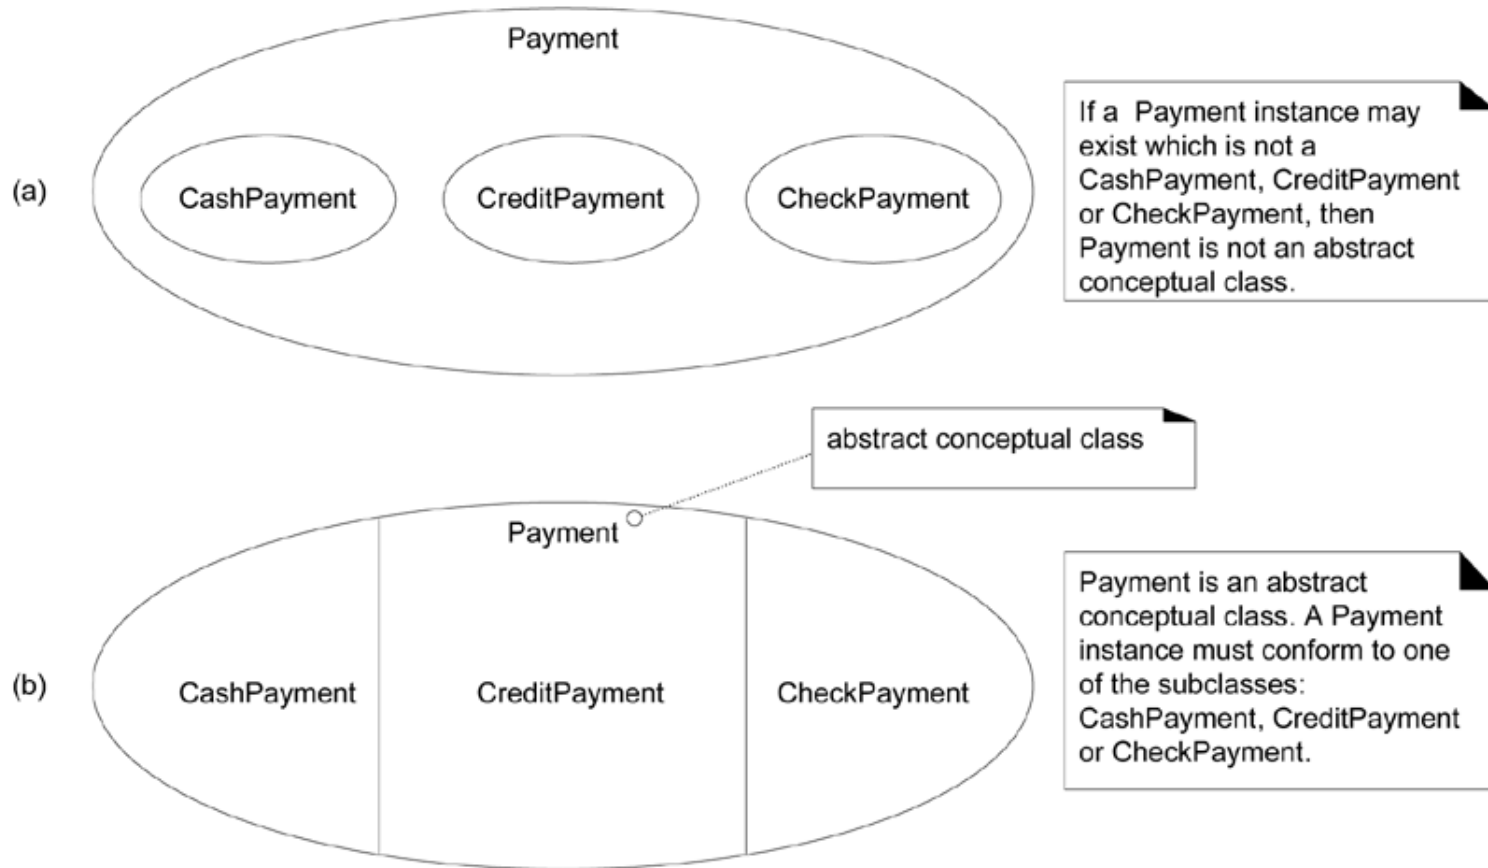 Payment
If a Payment instance may
exist which is not a
CashPayment, CreditPayment
or CheckPayment, then
Payment is not an abstract
conceptual class.
(a)
CashPayment
CreditPayment
CheckPayment
abstract conceptual class
Payment
Payment is an abstract
conceptual class. A Payment
instance must conform to one
of the subclasses:
CashPayment, CreditPayment
or CheckPayment.
(b)
CashPayment
CreditPayment
CheckPayment